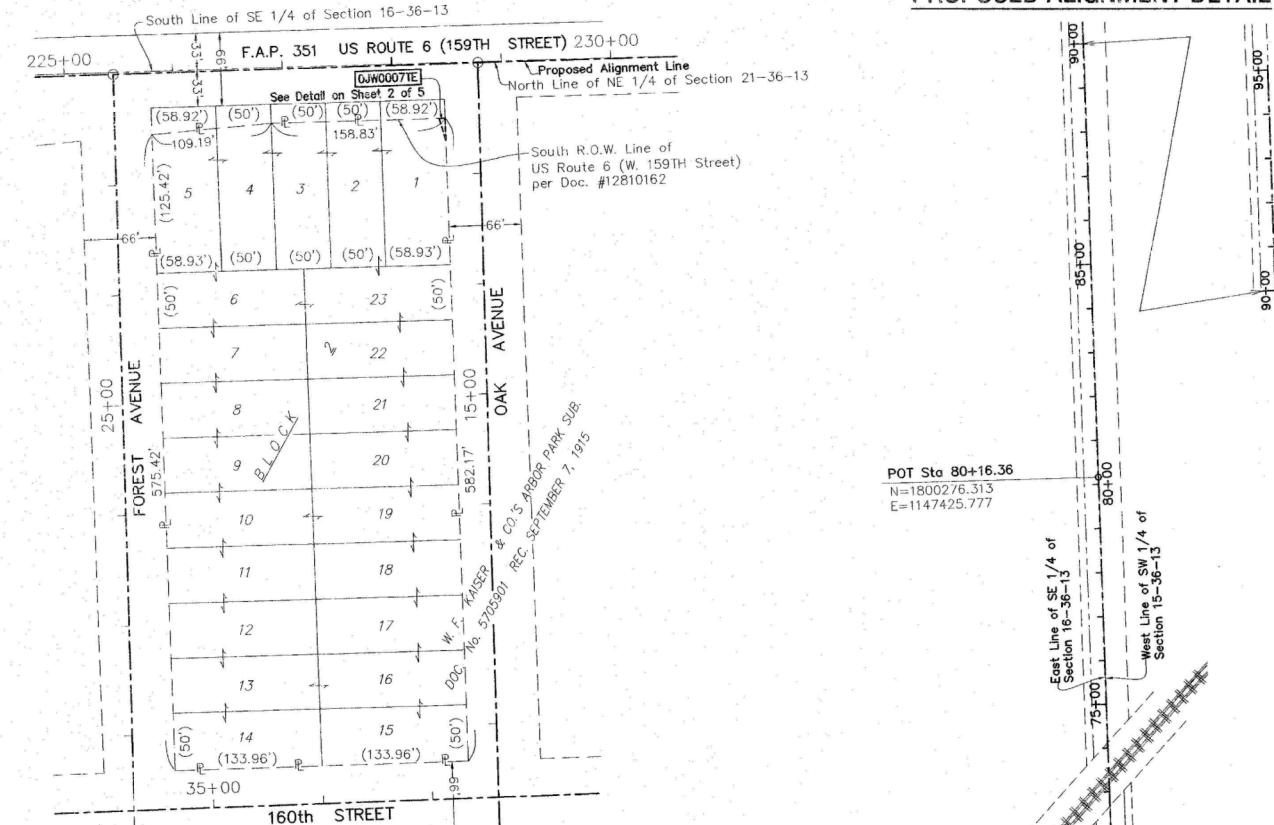 PROPOSED ALIGNMENT DETAIL
South Line of SE 1/4 of Section 16-36-13
225+00
33'
66'
33'
F.A.P. 351 US ROUTE 6 (159TH STREET) 230+00
Proposed Alignment Line
North Line of NE 1/4 of Section 21-36-13
0JW0007TE
See Detail on Sheet 2 of 5
(58.92') (50') (50') (50') (58.92')
109.19' 158.83'
South R.O.W. Line of
US Route 6 (W. 159TH Street)
per Doc. #12810162
(125.42')
5 4 3 2 1
66' 66'
(58.93') (50') (50') (50') (58.93')
(50') 6 23 (50')
7 22
8 21
9 20
10 19
11 18
12 17
13 16
14 15
2
BLOCK
(50') (133.96') (133.96') (50')
25+00
FOREST AVENUE
575.42'
15+00
OAK AVENUE
582.17'
W. F. KAISER & CO.'S ARBOR PARK SUB.
DOC. No. 5705901 REC. SEPTEMBER 7, 1915
35+00
66'
160th STREET
90+00
95+00
85+00
90+00
POT Sta 80+16.36
N=1800276.313
E=1147425.777
80+00
East Line of SE 1/4 of
Section 16-36-13
West Line of SW 1/4 of
Section 15-36-13
75+00